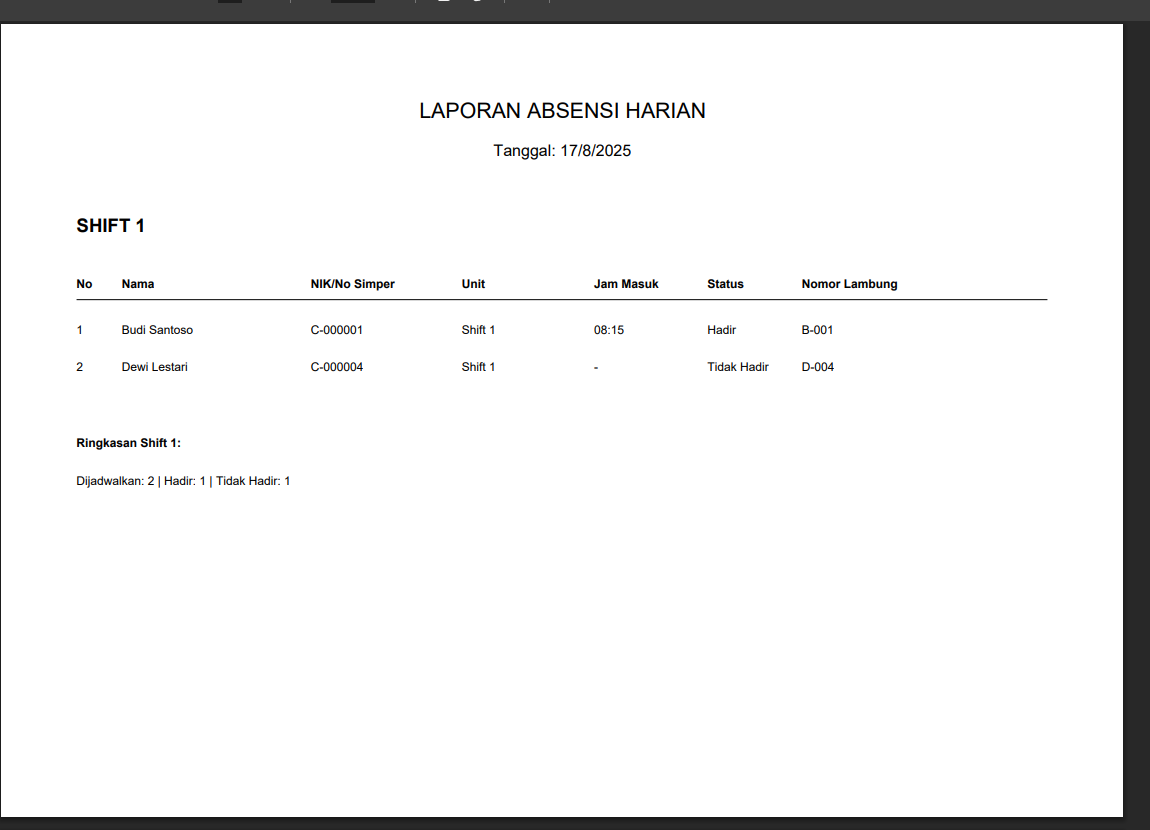 LAPORAN ABSENSI HARIAN
Tanggal: 17/8/2025
SHIFT 1
No Nama NIK/No Simper Unit Jam Masuk Status Nomor Lambung
1 Budi Santoso C-000001 Shift 1 08:15 Hadir B-001
2 Dewi Lestari C-000004 Shift 1 - Tidak Hadir D-004
Ringkasan Shift 1:
Dijadwalkan: 2 | Hadir: 1 | Tidak Hadir: 1